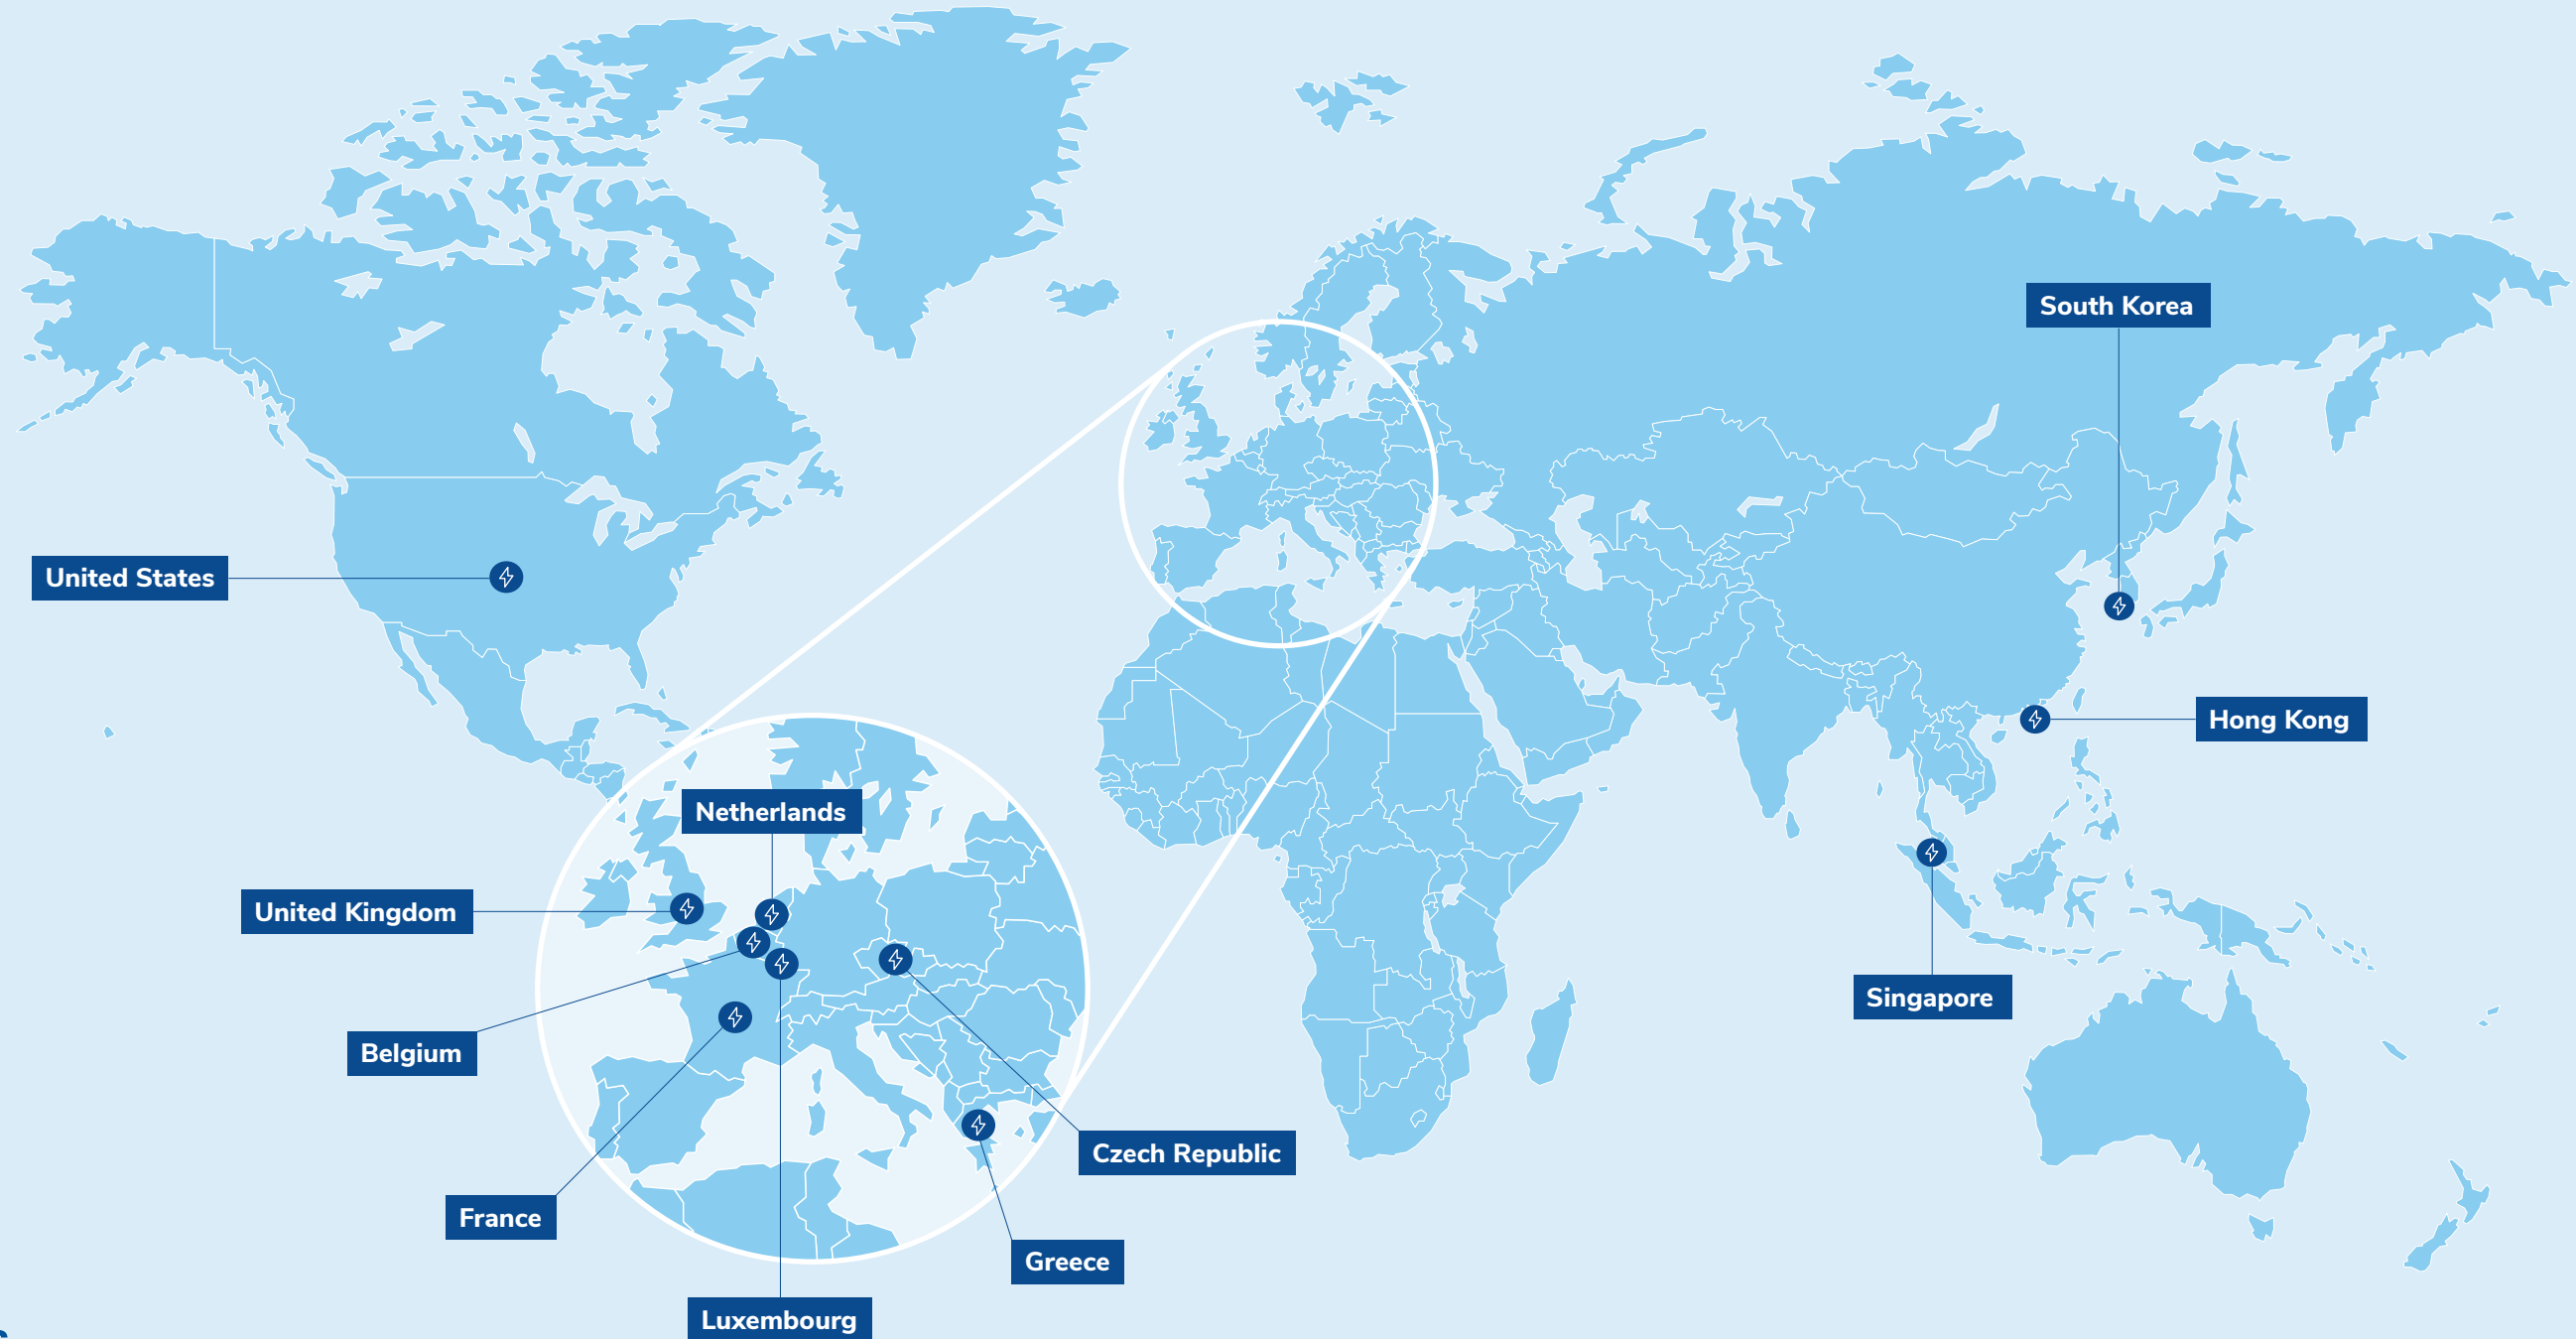 South Korea
United States
Hong Kong
Netherlands
United Kingdom
Singapore
Belgium
Czech Republic
France
Greece
Luxembourg